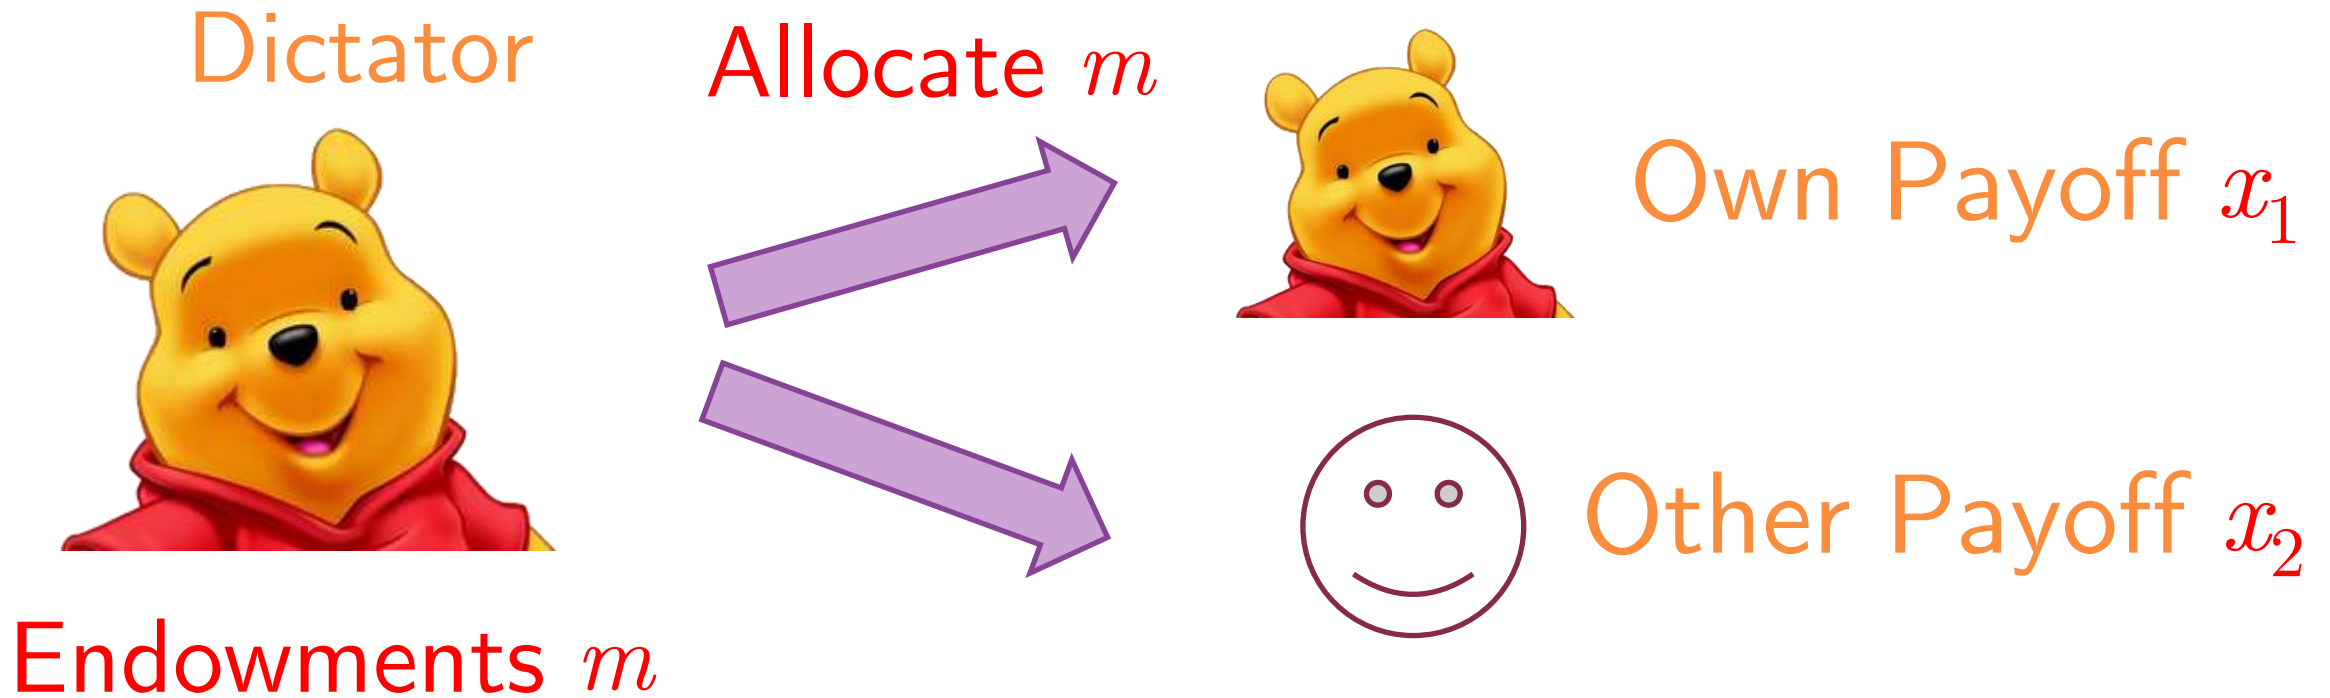 Dictator
Allocate m
Own Payoff x₁
Other Payoff x₂
Endowments m